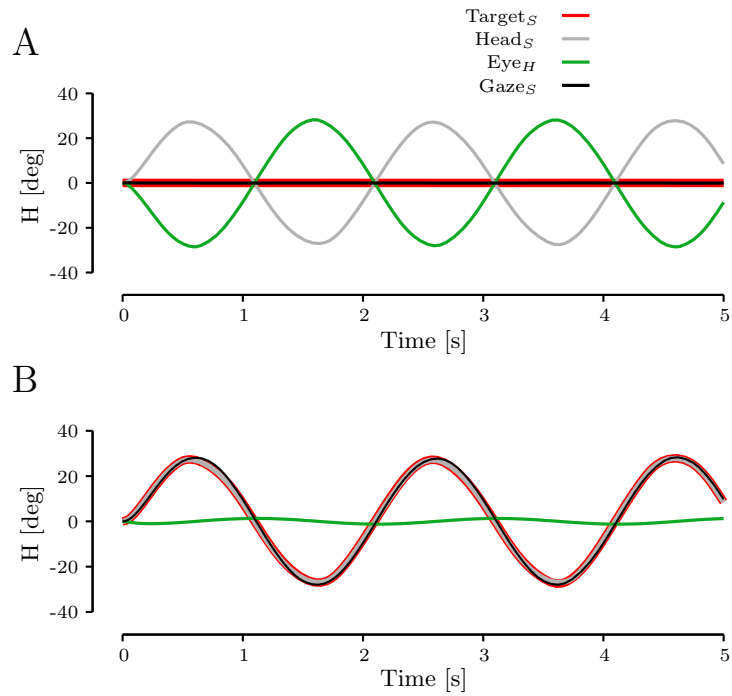 A
Target_S
Head_S
Eye_H
Gaze_S
40
20
0
-20
-40
H [deg]
0 1 2 3 4 5
Time [s]
B
40
20
0
-20
-40
H [deg]
0 1 2 3 4 5
Time [s]